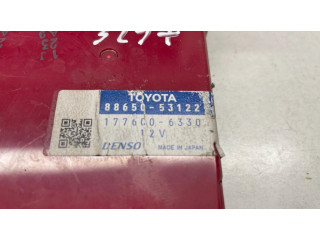 TOYOTA
88650-53122
177600-6330
12V
DENSO MADE IN JAPAN